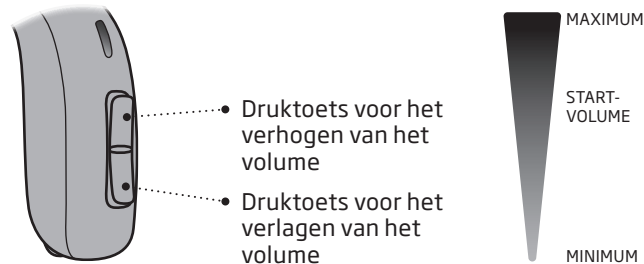 Druktoets voor het
verhogen van het
volume
Druktoets voor het
verlagen van het
volume
MAXIMUM
START-
VOLUME
MINIMUM